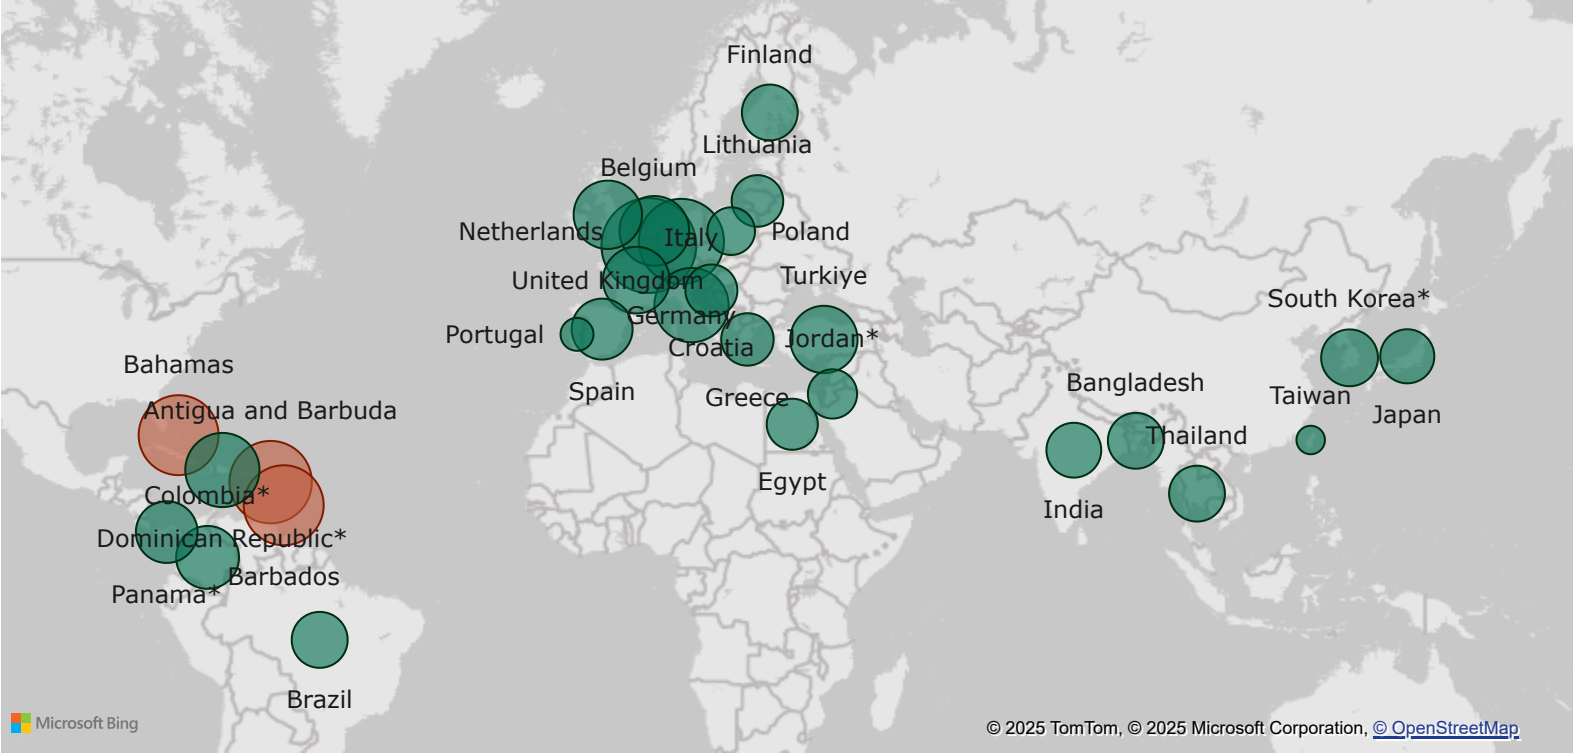 Finland
Lithuania
Belgium
Netherlands
Italy
Poland
United Kingdom
Turkiye
Germany
South Korea*
Portugal
Croatia
Jordan*
Bahamas
Spain
Greece
Bangladesh
Taiwan
Japan
Antigua and Barbuda
Thailand
Egypt
Colombia*
India
Dominican Republic*
Barbados
Panama*
Brazil
Microsoft Bing
© 2025 TomTom, © 2025 Microsoft Corporation, © OpenStreetMap